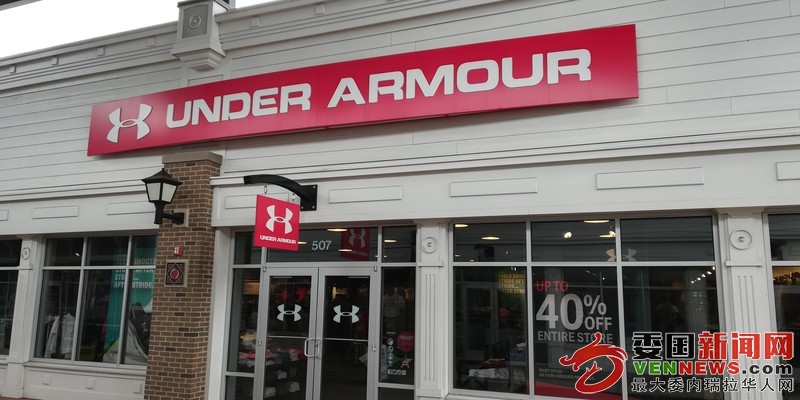 UNDER ARMOUR
UNDER ARMOUR
507
UP TO
40%
OFF
ENTIRE STORE
委国新闻网
VENNEWS.COM
最大委内瑞拉华人网